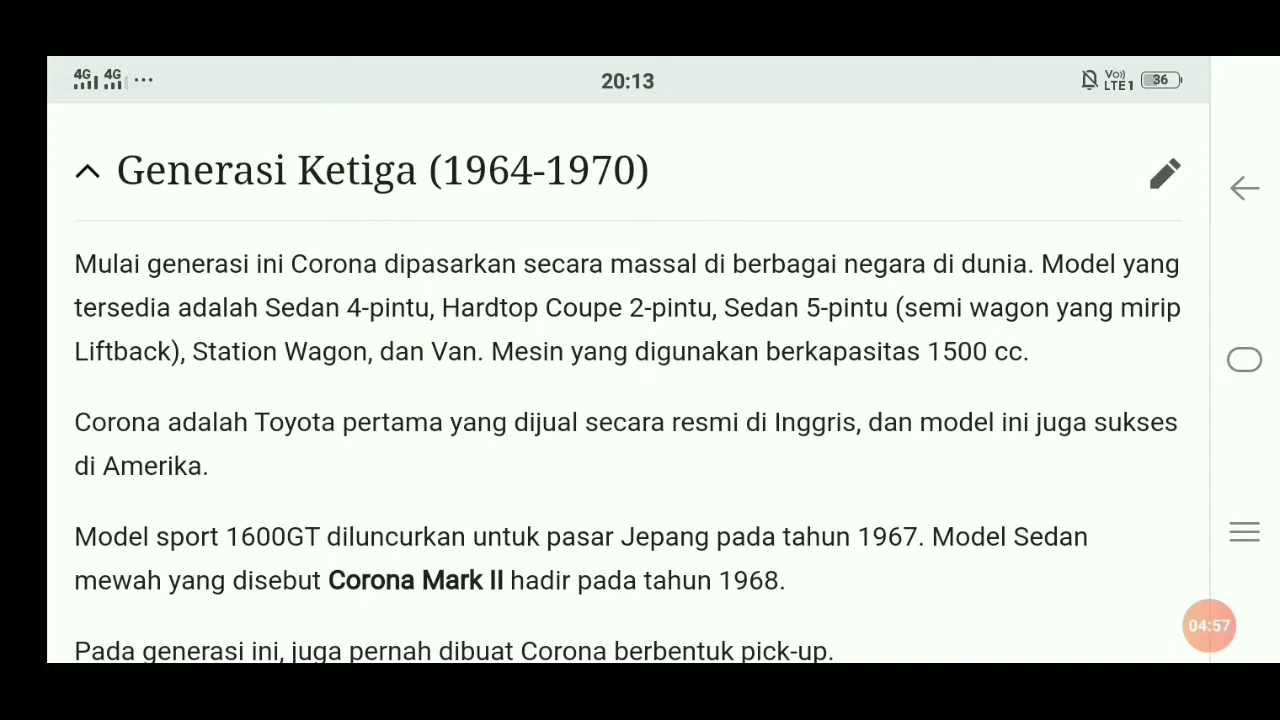 4G 4G ...
20:13
Vo)) LTE1 36
Generasi Ketiga (1964-1970)
Mulai generasi ini Corona dipasarkan secara massal di berbagai negara di dunia. Model yang
tersedia adalah Sedan 4-pintu, Hardtop Coupe 2-pintu, Sedan 5-pintu (semi wagon yang mirip
Liftback), Station Wagon, dan Van. Mesin yang digunakan berkapasitas 1500 cc.
Corona adalah Toyota pertama yang dijual secara resmi di Inggris, dan model ini juga sukses
di Amerika.
Model sport 1600GT diluncurkan untuk pasar Jepang pada tahun 1967. Model Sedan
mewah yang disebut Corona Mark II hadir pada tahun 1968.
04:57
Pada generasi ini, juga pernah dibuat Corona berbentuk pick-up.